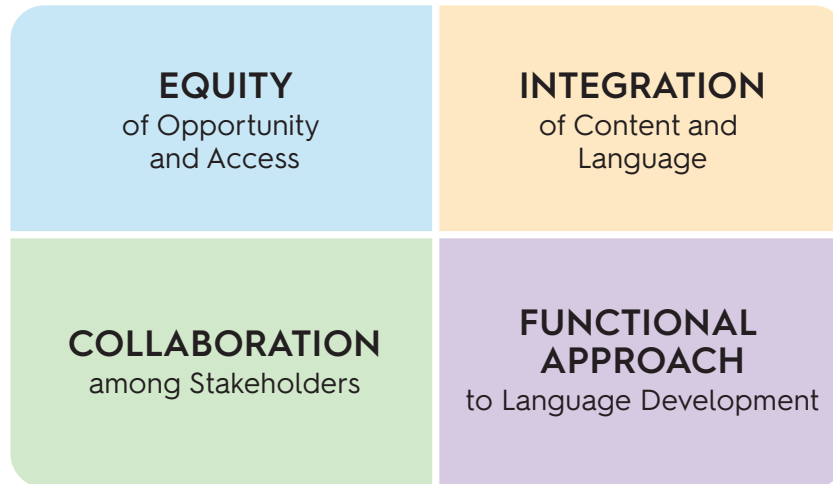 EQUITY
of Opportunity
and Access
INTEGRATION
of Content and
Language
COLLABORATION
among Stakeholders
FUNCTIONAL
APPROACH
to Language Development